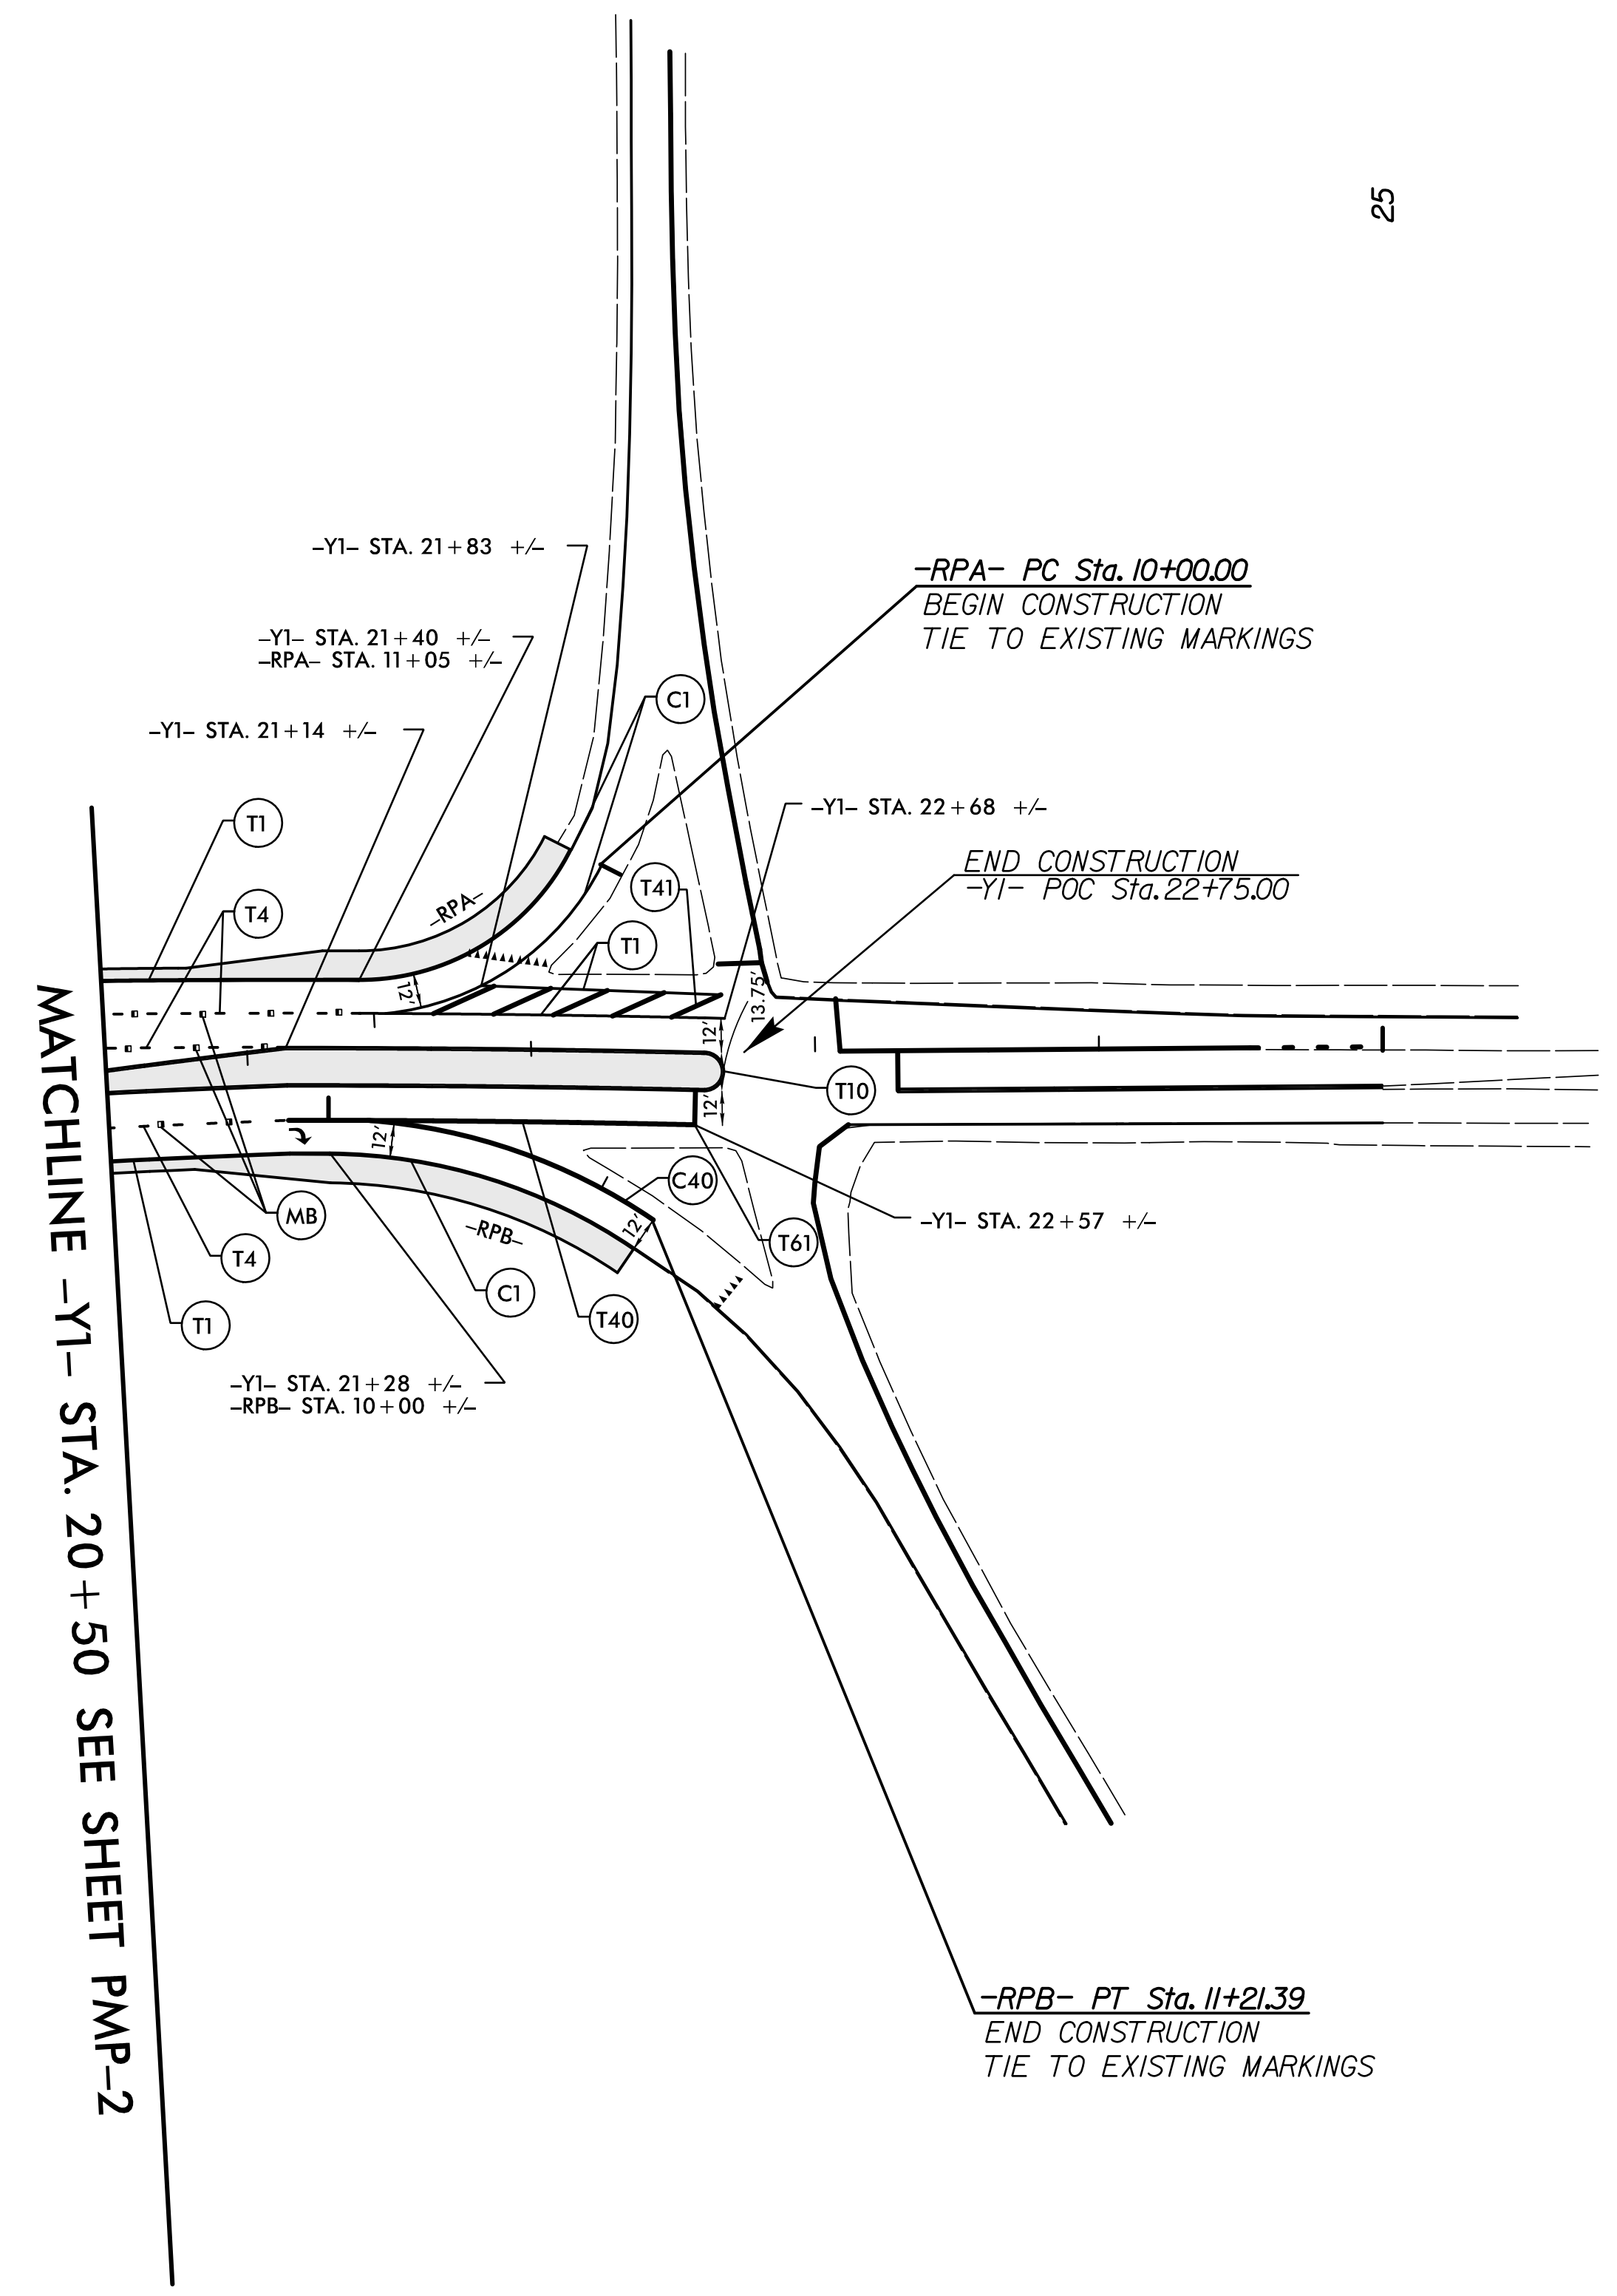 25
–Y1– STA. 21+83 +/–
-RPA- PC Sta. 10+00.00
BEGIN CONSTRUCTION
TIE TO EXISTING MARKINGS
–Y1– STA. 21+40 +/–
–RPA– STA. 11+05 +/–
C1
–Y1– STA. 21+14 +/–
–Y1– STA. 22+68 +/–
T1
END CONSTRUCTION
-Y1- POC Sta. 22+75.00
T41
–RPA–
T4
T1
12'
13.75'
12'
T10
12'
12'
C40
MB
–RPB–
12'
T61
–Y1– STA. 22+57 +/–
T4
C1
T40
T1
–Y1– STA. 21+28 +/–
–RPB– STA. 10+00 +/–
MATCHLINE –Y1– STA. 20+50 SEE SHEET PMP–2
-RPB- PT Sta. 11+21.39
END CONSTRUCTION
TIE TO EXISTING MARKINGS